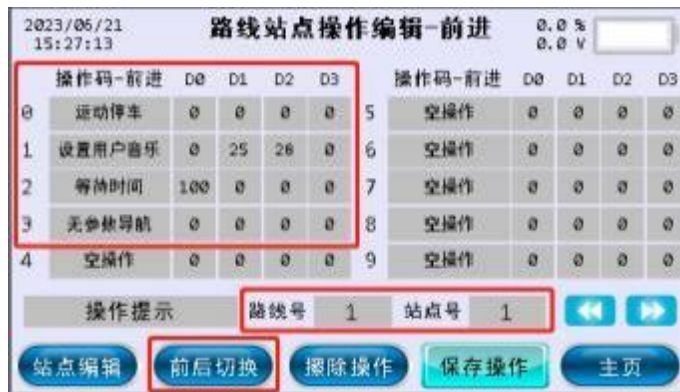 2023/06/21 路线站点操作编辑-前进 0.0 %
15:27:13 0.0 V
操作码-前进 D0 D1 D2 D3 操作码-前进 D0 D1 D2 D3
0 运动停车 0 0 0 0 5 空操作 0 0 0 0
1 设置用户音乐 0 25 28 0 6 空操作 0 0 0 0
2 等待时间 100 0 0 0 7 空操作 0 0 0 0
3 无参数导航 0 0 0 0 8 空操作 0 0 0 0
4 空操作 0 0 0 0 9 空操作 0 0 0 0
操作提示 路线号 1 站点号 1
站点编辑 前后切换 擦除操作 保存操作 主页